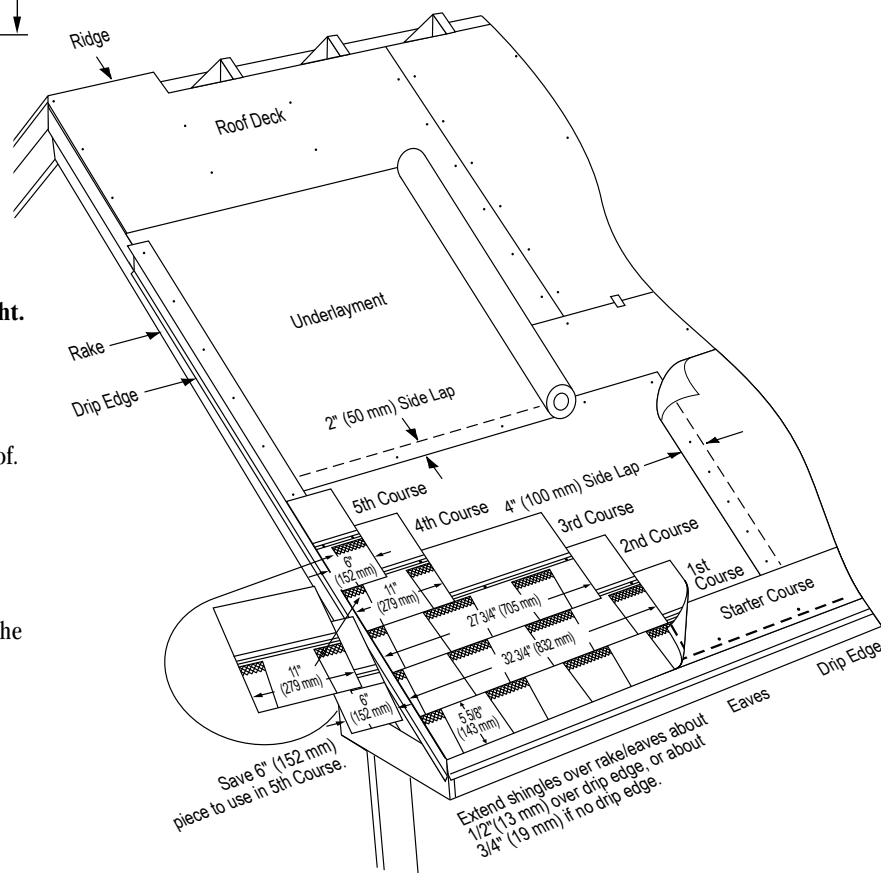 Ridge
Roof Deck
Underlayment
ht.
Rake
Drip Edge
2" (50 mm) Side Lap
of.
5th Course
4th Course
4" (100 mm) Side Lap
3rd Course
2nd Course
1st
Course
Starter Course
he
6"
(152 mm)
11"
(279 mm)
27 3/4" (705 mm)
32 3/4" (832 mm)
11"
(279 mm)
6"
(152 mm)
5 5/8"
(143 mm)
Drip Edge
Eaves
Save 6" (152 mm)
piece to use in 5th Course.
Extend shingles over rake/eaves about
1/2"(13 mm) over drip edge, or about
3/4" (19 mm) if no drip edge.